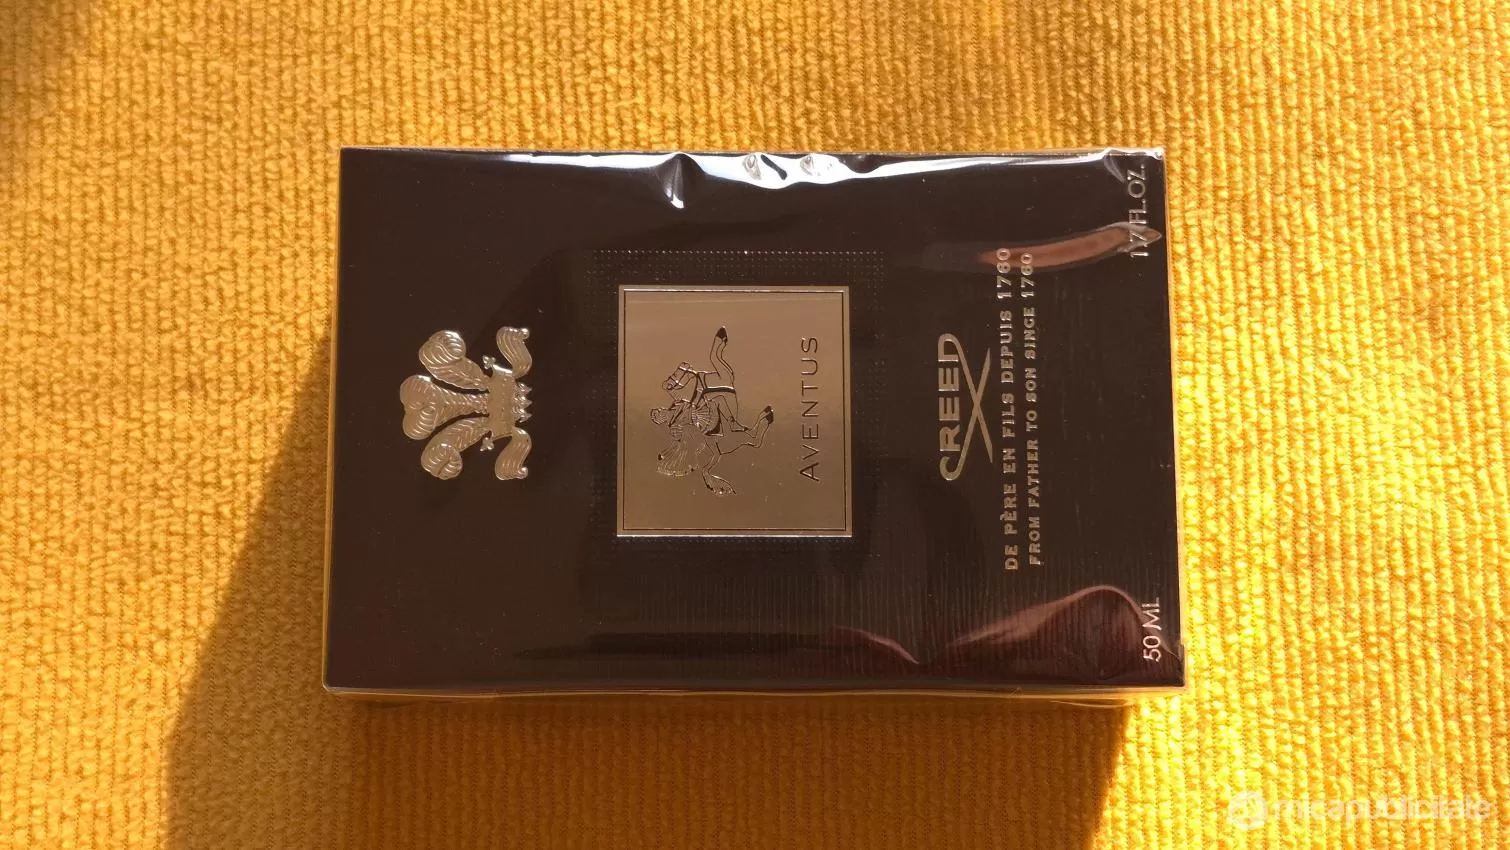 AVENTUS
CREED
DE PÈRE EN FILS DEPUIS 1760
FROM FATHER TO SON SINCE 1760
50 ML
1.7 FL.OZ.
micapublicitate